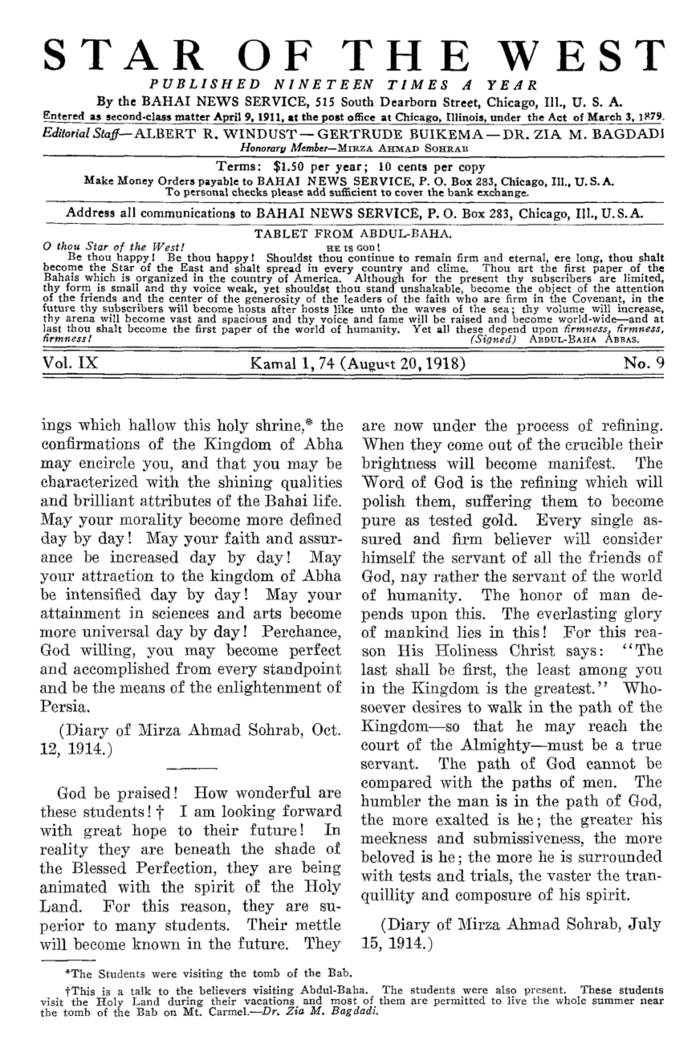 STAR OF THE WEST
PUBLISHED NINETEEN TIMES A YEAR
By the BAHAI NEWS SERVICE, 515 South Dearborn Street, Chicago, Ill., U. S. A.
Entered as second-class matter April 9, 1911, at the post office at Chicago, Illinois, under the Act of March 3, 1879.
Editorial Staff—ALBERT R. WINDUST—GERTRUDE BUIKEMA—DR. ZIA M. BAGDADI
Honorary Member—MIRZA AHMAD SOHRAB
Terms: $1.50 per year; 10 cents per copy
Make Money Orders payable to BAHAI NEWS SERVICE, P. O. Box 283, Chicago, Ill., U.S.A.
To personal checks please add sufficient to cover the bank exchange.
Address all communications to BAHAI NEWS SERVICE, P. O. Box 283, Chicago, Ill., U.S.A.
TABLET FROM ABDUL-BAHA.
O thou Star of the West! HE IS GOD!
Be thou happy! Be thou happy! Shouldst thou continue to remain firm and eternal, ere long, thou shalt
become the Star of the East and shalt spread in every country and clime. Thou art the first paper of the
Bahais which is organized in the country of America. Although for the present thy subscribers are limited,
thy form is small and thy voice weak, yet shouldst thou stand unshakable, become the object of the attention
of the friends and the center of the generosity of the leaders of the faith who are firm in the Covenant, in the
future thy subscribers will become hosts after hosts like unto the waves of the sea; thy volume will increase,
thy arena will become vast and spacious and thy voice and fame will be raised and become world-wide—and at
last thou shalt become the first paper of the world of humanity. Yet all these depend upon firmness, firmness,
firmness! (Signed) ABDUL-BAHA ABBAS.
Vol. IX Kamal 1, 74 (August 20, 1918) No. 9
ings which hallow this holy shrine,* the
confirmations of the Kingdom of Abha
may encircle you, and that you may be
characterized with the shining qualities
and brilliant attributes of the Bahai life.
May your morality become more defined
day by day! May your faith and assur-
ance be increased day by day! May
your attraction to the kingdom of Abha
be intensified day by day! May your
attainment in sciences and arts become
more universal day by day! Perchance,
God willing, you may become perfect
and accomplished from every standpoint
and be the means of the enlightenment of
Persia.
(Diary of Mirza Ahmad Sohrab, Oct.
12, 1914.)
God be praised! How wonderful are
these students!† I am looking forward
with great hope to their future! In
reality they are beneath the shade of
the Blessed Perfection, they are being
animated with the spirit of the Holy
Land. For this reason, they are su-
perior to many students. Their mettle
will become known in the future. They
are now under the process of refining.
When they come out of the crucible their
brightness will become manifest. The
Word of God is the refining which will
polish them, suffering them to become
pure as tested gold. Every single as-
sured and firm believer will consider
himself the servant of all the friends of
God, nay rather the servant of the world
of humanity. The honor of man de-
pends upon this. The everlasting glory
of mankind lies in this! For this rea-
son His Holiness Christ says: "The
last shall be first, the least among you
in the Kingdom is the greatest." Who-
soever desires to walk in the path of the
Kingdom—so that he may reach the
court of the Almighty—must be a true
servant. The path of God cannot be
compared with the paths of men. The
humbler the man is in the path of God,
the more exalted is he; the greater his
meekness and submissiveness, the more
beloved is he; the more he is surrounded
with tests and trials, the vaster the tran-
quillity and composure of his spirit.
(Diary of Mirza Ahmad Sohrab, July
15, 1914.)
*The Students were visiting the tomb of the Bab.
†This is a talk to the believers visiting Abdul-Baha. The students were also present. These students
visit the Holy Land during their vacations and most of them are permitted to live the whole summer near
the tomb of the Bab on Mt. Carmel.—Dr. Zia M. Bagdadi.